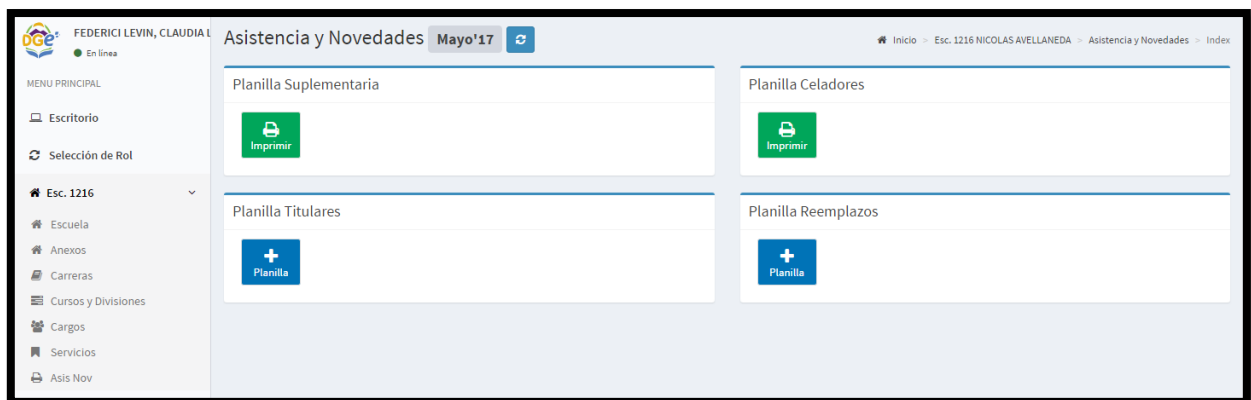 DGE
FEDERICI LEVIN, CLAUDIA L
En línea
MENU PRINCIPAL
Escritorio
Selección de Rol
Esc. 1216
Escuela
Anexos
Carreras
Cursos y Divisiones
Cargos
Servicios
Asis Nov
Asistencia y Novedades Mayo'17
Inicio > Esc. 1216 NICOLAS AVELLANEDA > Asistencia y Novedades > Index
Planilla Suplementaria
Imprimir
Planilla Celadores
Imprimir
Planilla Titulares
Planilla
Planilla Reemplazos
Planilla